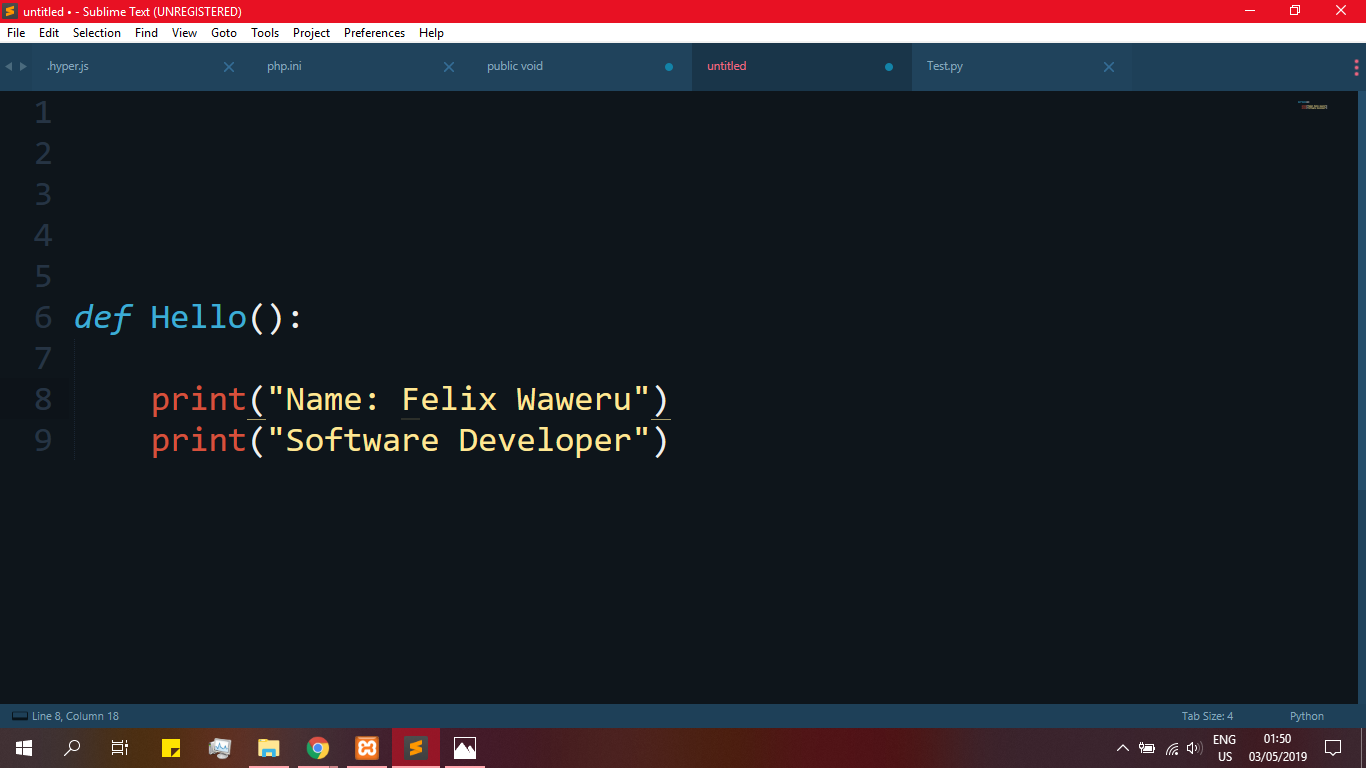 untitled • - Sublime Text (UNREGISTERED)
File Edit Selection Find View Goto Tools Project Preferences Help
.hyper.js php.ini public void untitled Test.py
1
2
3
4
5
6 def Hello():
7
8 print("Name: Felix Waweru")
9 print("Software Developer")
Line 8, Column 18 Tab Size: 4 Python
ENG 01:50
US 03/05/2019